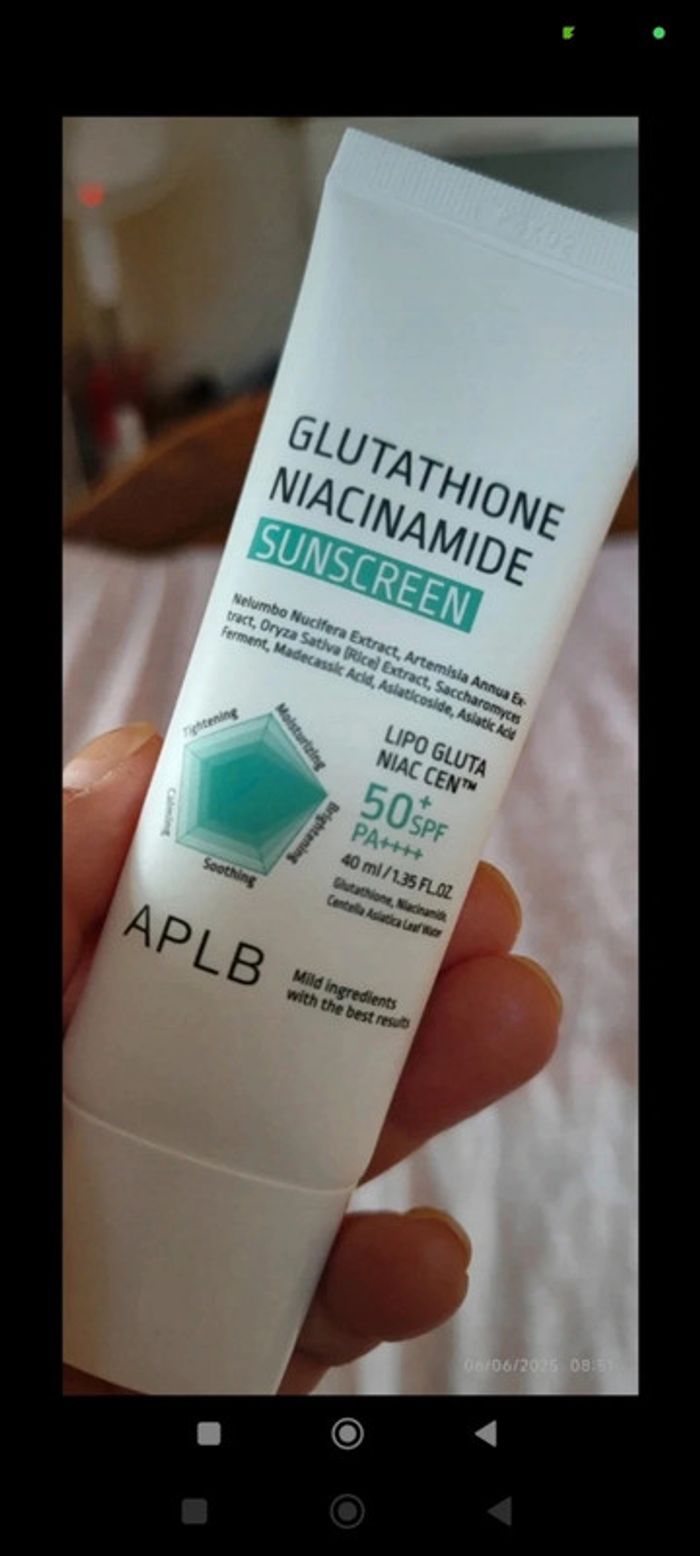 GLUTATHIONE
NIACINAMIDE
SUNSCREEN
Nelumbo Nucifera Extract, Artemisia Annua Ex-
tract, Oryza Sativa (Rice) Extract, Saccharomyces
Ferment, Madecassic Acid, Asiaticoside, Asiatic Acid
Tightening
Moisturizing
Brightening
Soothing
Calming
LIPO GLUTA
NIAC CEN™
50+SPF
PA++++
40 ml / 1.35 FL.OZ.
Glutathione, Niacinamide,
Centella Asiatica Leaf Water
APLB
Mild ingredients
with the best results
06/06/2025 08:51